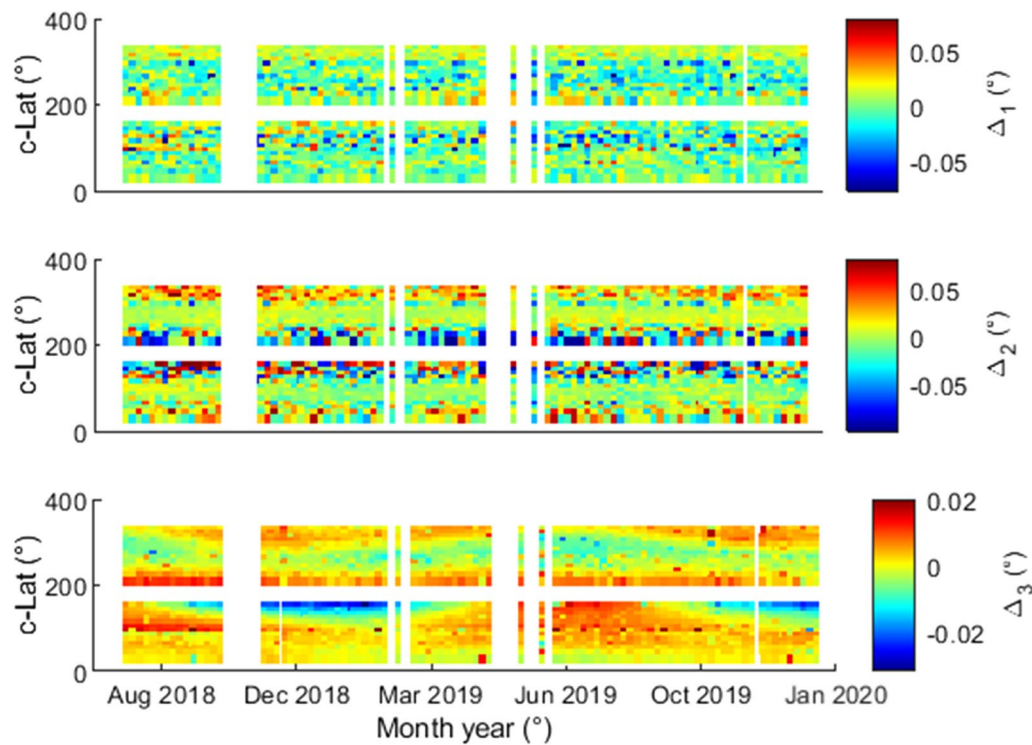 400
200
0
c-Lat (°)
0.05
0
-0.05
Δ1 (°)
400
200
0
c-Lat (°)
0.05
0
-0.05
Δ2 (°)
400
200
0
c-Lat (°)
0.02
0
-0.02
Δ3 (°)
Aug 2018 Dec 2018 Mar 2019 Jun 2019 Oct 2019 Jan 2020
Month year (°)